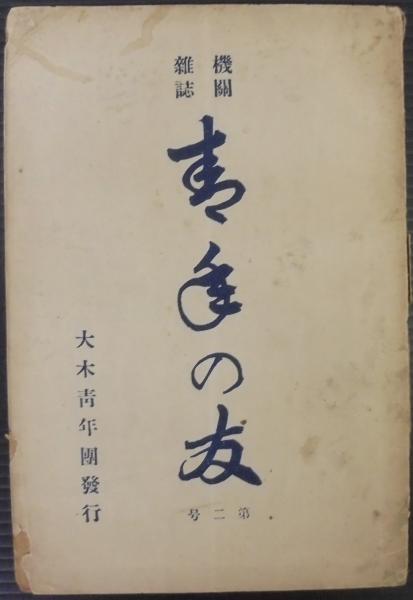 機關
雜誌
青年の友
第二号
大木青年團發行